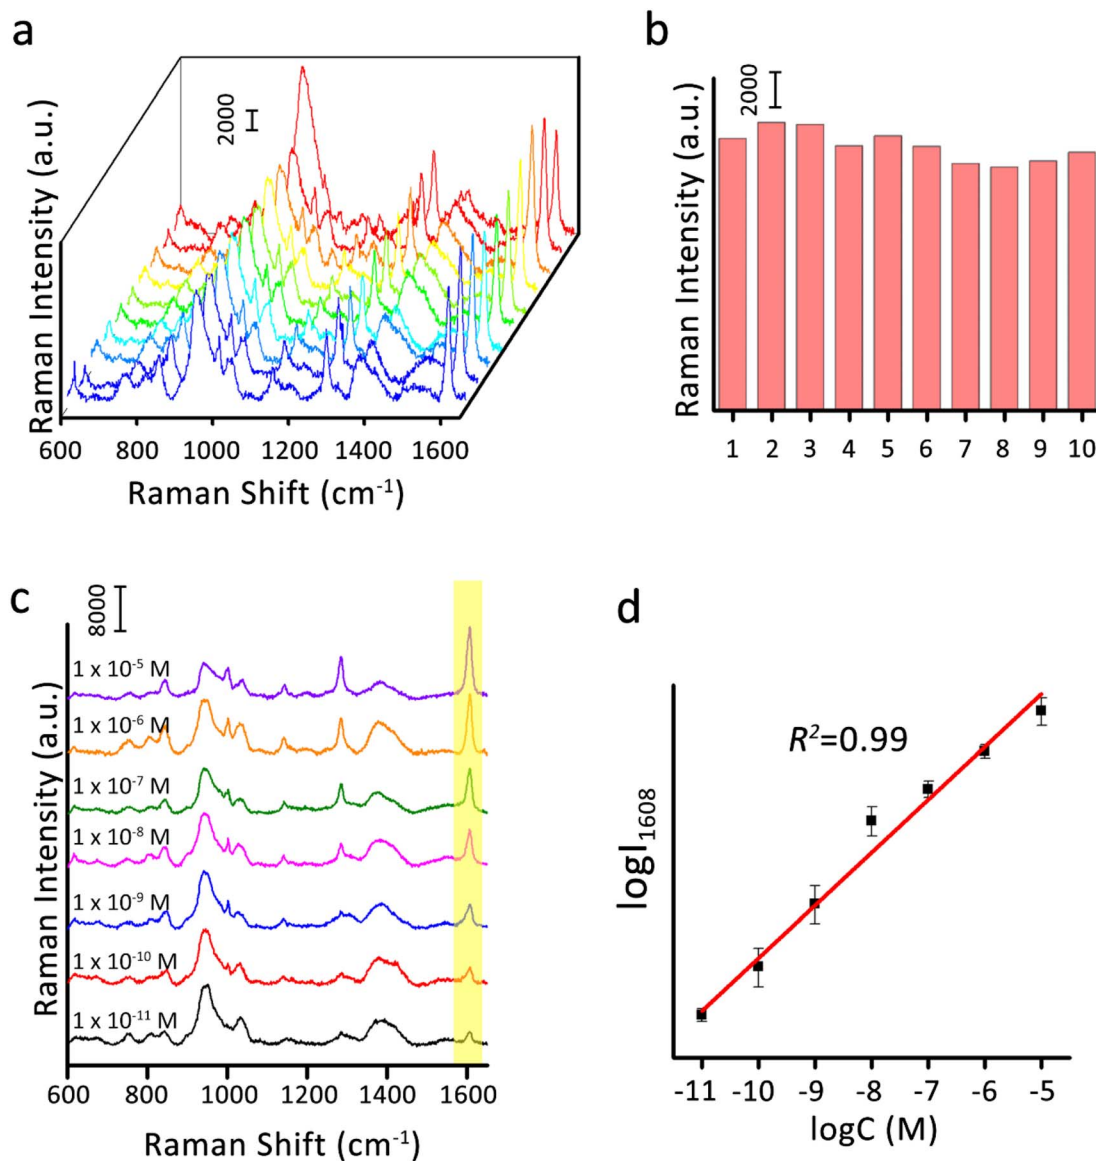 a
Raman Intensity (a.u.)
2000
600 800 1000 1200 1400 1600
Raman Shift (cm⁻¹)
b
Raman Intensity (a.u.)
2000
1 2 3 4 5 6 7 8 9 10
c
Raman Intensity (a.u.)
8000
1 x 10⁻⁵ M
1 x 10⁻⁶ M
1 x 10⁻⁷ M
1 x 10⁻⁸ M
1 x 10⁻⁹ M
1 x 10⁻¹⁰ M
1 x 10⁻¹¹ M
600 800 1000 1200 1400 1600
Raman Shift (cm⁻¹)
d
logI₁₆₀₈
R²=0.99
-11 -10 -9 -8 -7 -6 -5
logC (M)